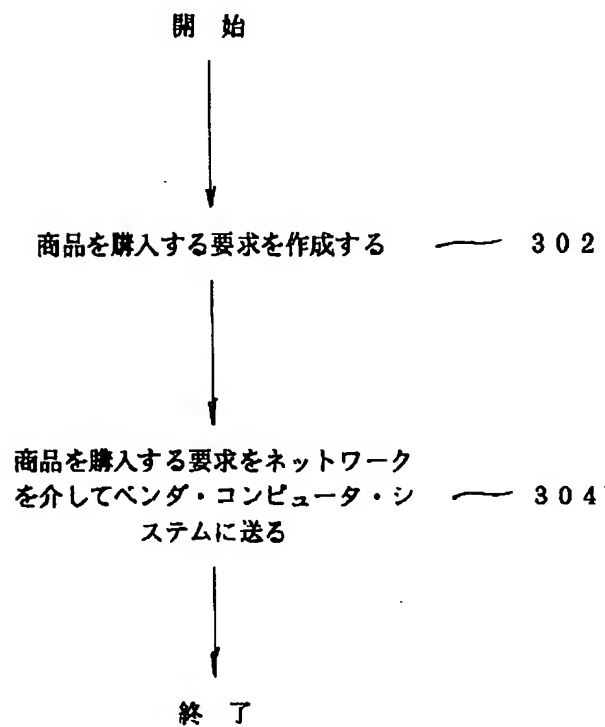 開 始
商品を購入する要求を作成する 302
商品を購入する要求をネットワーク
を介してベンダ・コンピュータ・シ 304
ステムに送る
終 了